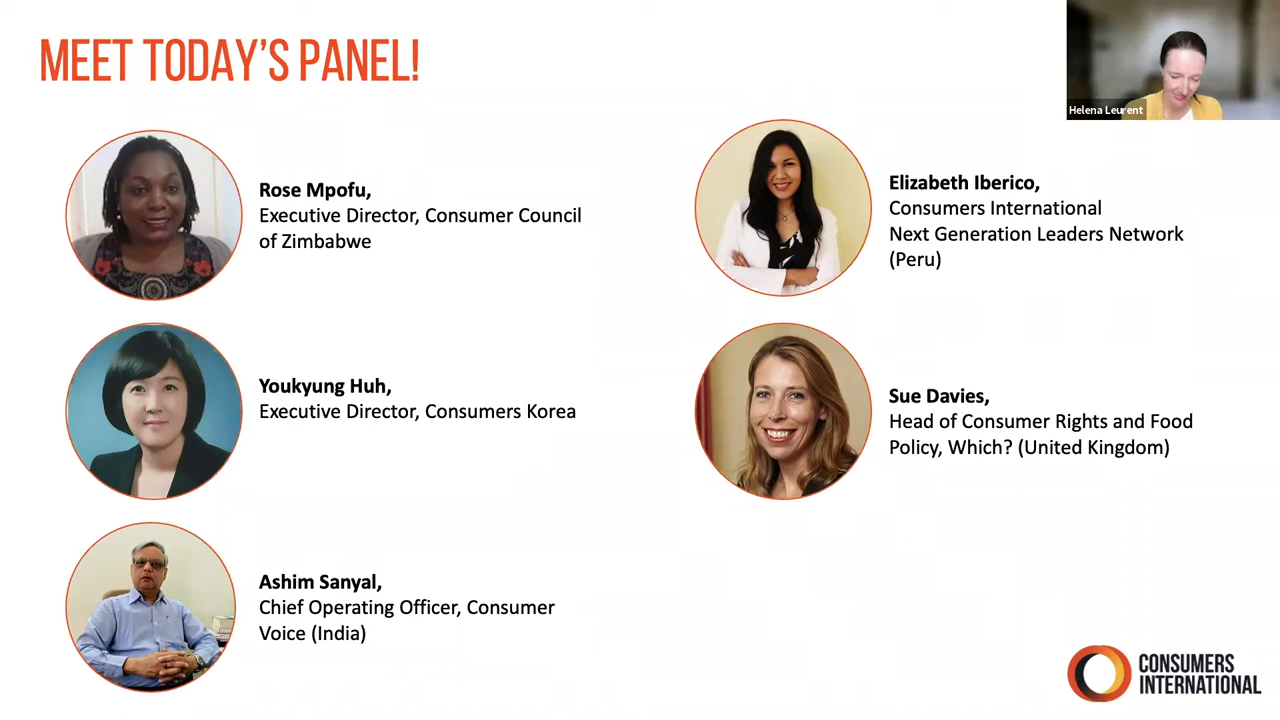 MEET TODAY'S PANEL!
Helena Leurent
Rose Mpofu,
Executive Director, Consumer Council
of Zimbabwe
Youkyung Huh,
Executive Director, Consumers Korea
Ashim Sanyal,
Chief Operating Officer, Consumer
Voice (India)
Elizabeth Iberico,
Consumers International
Next Generation Leaders Network
(Peru)
Sue Davies,
Head of Consumer Rights and Food
Policy, Which? (United Kingdom)
CONSUMERS
INTERNATIONAL